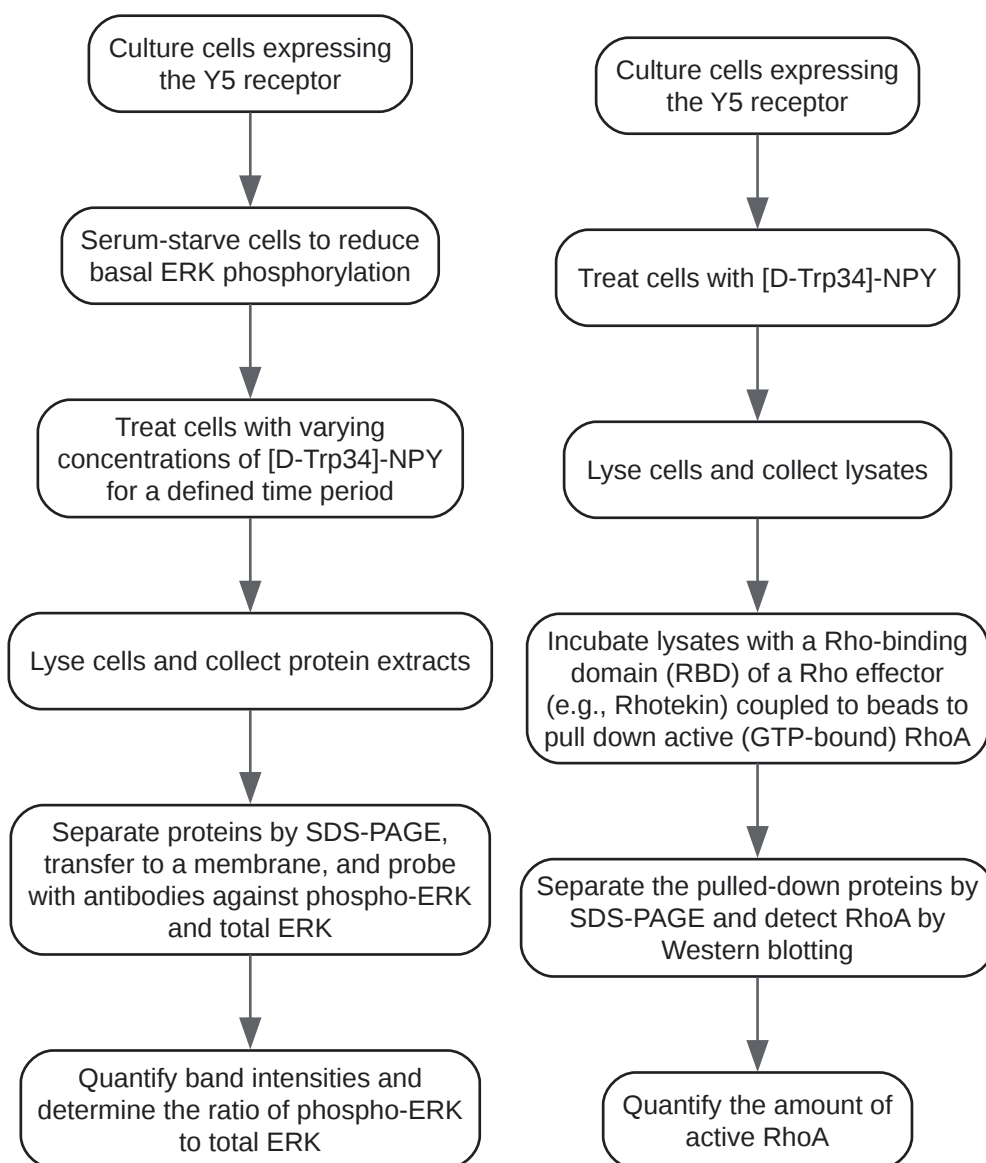 Culture cells expressing
the Y5 receptor
Serum-starve cells to reduce
basal ERK phosphorylation
Treat cells with varying
concentrations of [D-Trp34]-NPY
for a defined time period
Lyse cells and collect protein extracts
Separate proteins by SDS-PAGE,
transfer to a membrane, and probe
with antibodies against phospho-ERK
and total ERK
Quantify band intensities and
determine the ratio of phospho-ERK
to total ERK
Culture cells expressing
the Y5 receptor
Treat cells with [D-Trp34]-NPY
Lyse cells and collect lysates
Incubate lysates with a Rho-binding
domain (RBD) of a Rho effector
(e.g., Rhotekin) coupled to beads to
pull down active (GTP-bound) RhoA
Separate the pulled-down proteins by
SDS-PAGE and detect RhoA by
Western blotting
Quantify the amount of
active RhoA